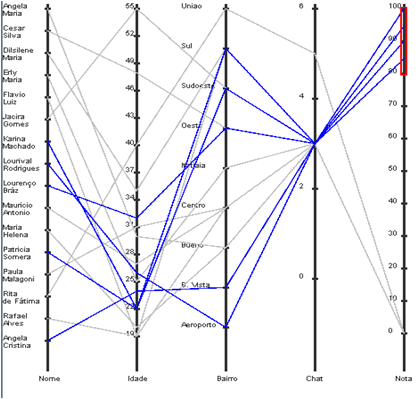 Angela
Maria
Cesar
Silva
Dilsilene
Maria
Erly
Maria
Flavio
Luiz
Jacira
Gomes
Karina
Machado
Lourival
Rodrigues
Lourenço
Bráz
Mauricio
Antonio
Maria
Helena
Patricia
Somera
Paula
Malagoni
Rita
de Fátima
Rafael
Alves
Angela
Cristina
55
52
49
46
43
40
37
34
31
28
25
22
19
Uniao
Sul
Sudoeste
Oeste
Centro
Bueno
B. Vista
Aeroporto
6
4
2
0
100
90
80
70
60
50
40
30
20
10
0
Nome
Idade
Bairro
Chat
Nota